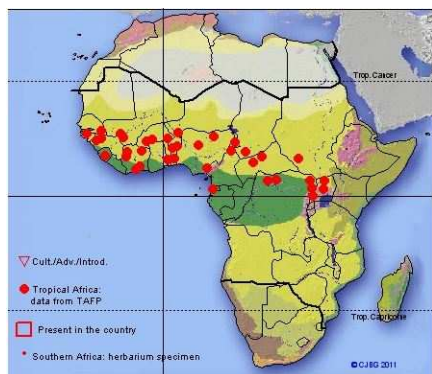 Trop. Cancer
Cult./Adv./Introd.
Tropical Africa:
data from TAFP
Present in the country
Trop. Capricorne
Southern Africa: herbarium specimen
© CJBG 2011